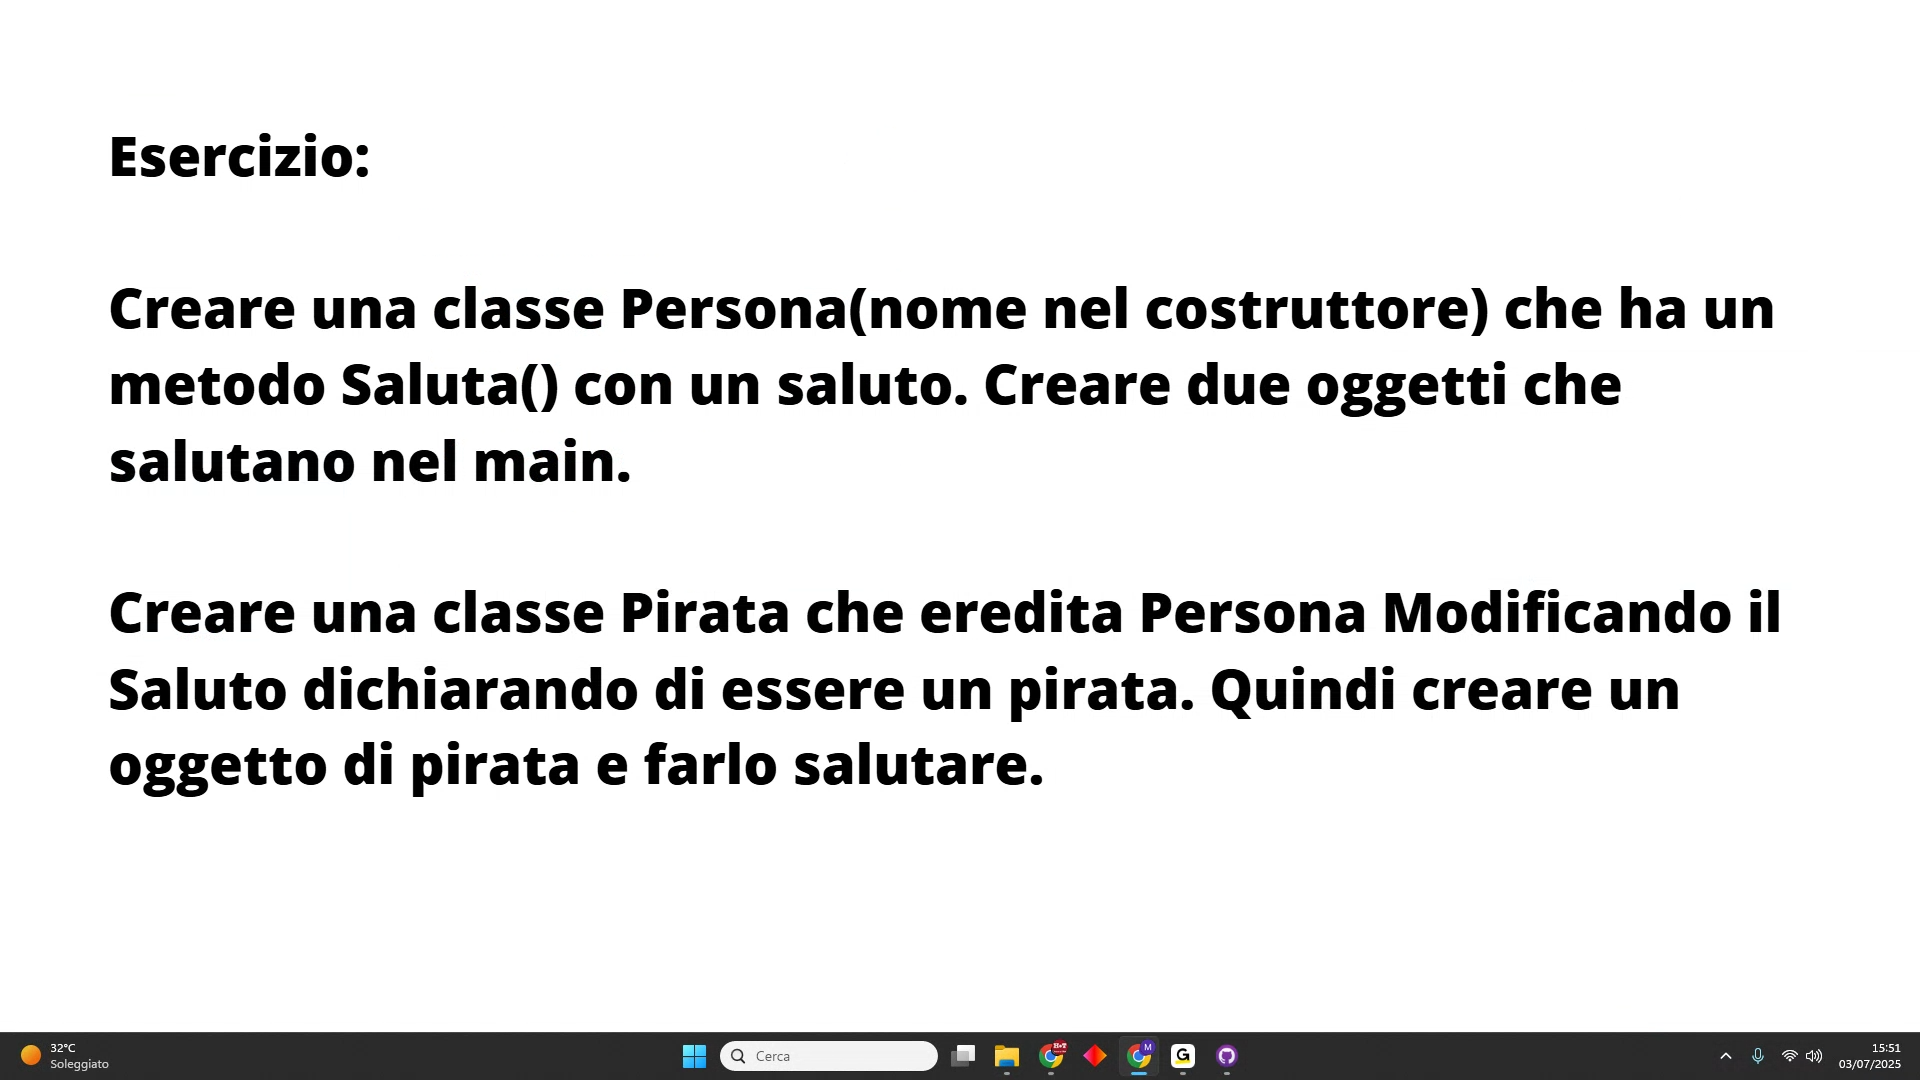 Esercizio:
Creare una classe Persona(nome nel costruttore) che ha un
metodo Saluta() con un saluto. Creare due oggetti che
salutano nel main.
Creare una classe Pirata che eredita Persona Modificando il
Saluto dichiarando di essere un pirata. Quindi creare un
oggetto di pirata e farlo salutare.
32°C
Soleggiato
Cerca
H&T
M
G
15:51
03/07/2025